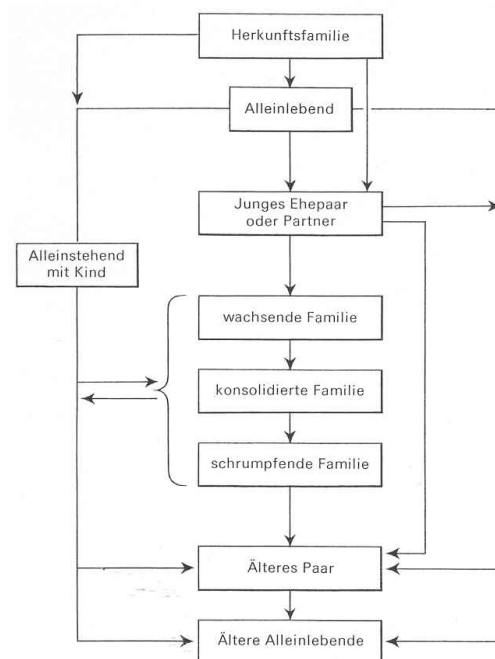 Herkunftsfamilie
Alleinlebend
Junges Ehepaar
oder Partner
Alleinstehend
mit Kind
wachsende Familie
konsolidierte Familie
schrumpfende Familie
Älteres Paar
Ältere Alleinlebende